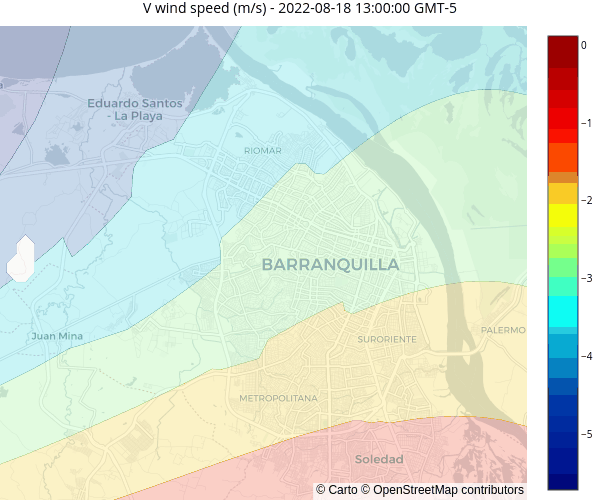 V wind speed (m/s) - 2022-08-18 13:00:00 GMT-5
0
Eduardo Santos
- La Playa
−1
RIOMAR
−2
BARRANQUILLA
−3
PALERMO
Juan Mina
SURORIENTE
−4
METROPOLITANA
−5
Soledad
© Carto © OpenStreetMap contributors